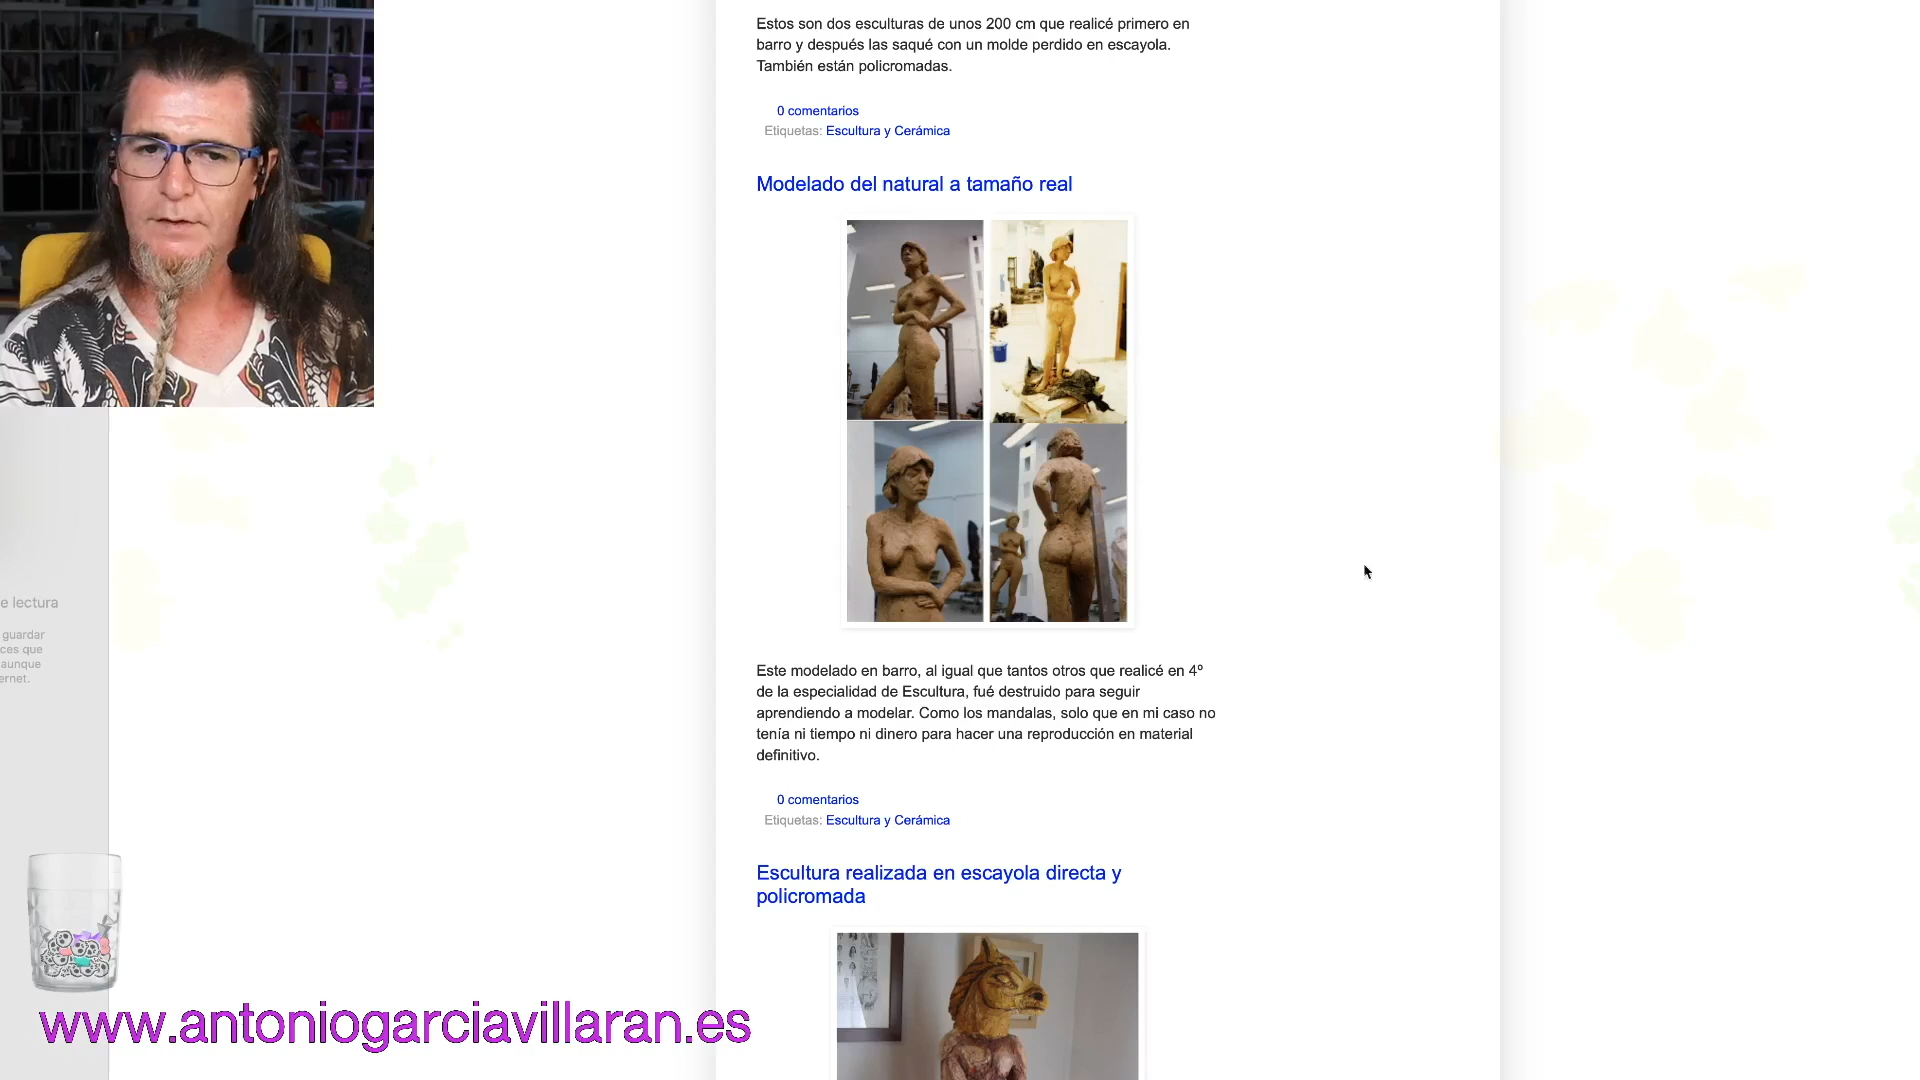 Estos son dos esculturas de unos 200 cm que realicé primero en
barro y después las saqué con un molde perdido en escayola.
También están policromadas.
0 comentarios
Etiquetas: Escultura y Cerámica
Modelado del natural a tamaño real
Este modelado en barro, al igual que tantos otros que realicé en 4º
de la especialidad de Escultura, fué destruido para seguir
aprendiendo a modelar. Como los mandalas, solo que en mi caso no
tenía ni tiempo ni dinero para hacer una reproducción en material
definitivo.
0 comentarios
Etiquetas: Escultura y Cerámica
Escultura realizada en escayola directa y
policromada
e lectura
guardar
ces que
aunque
ernet.
www.antoniogarciavillaran.es